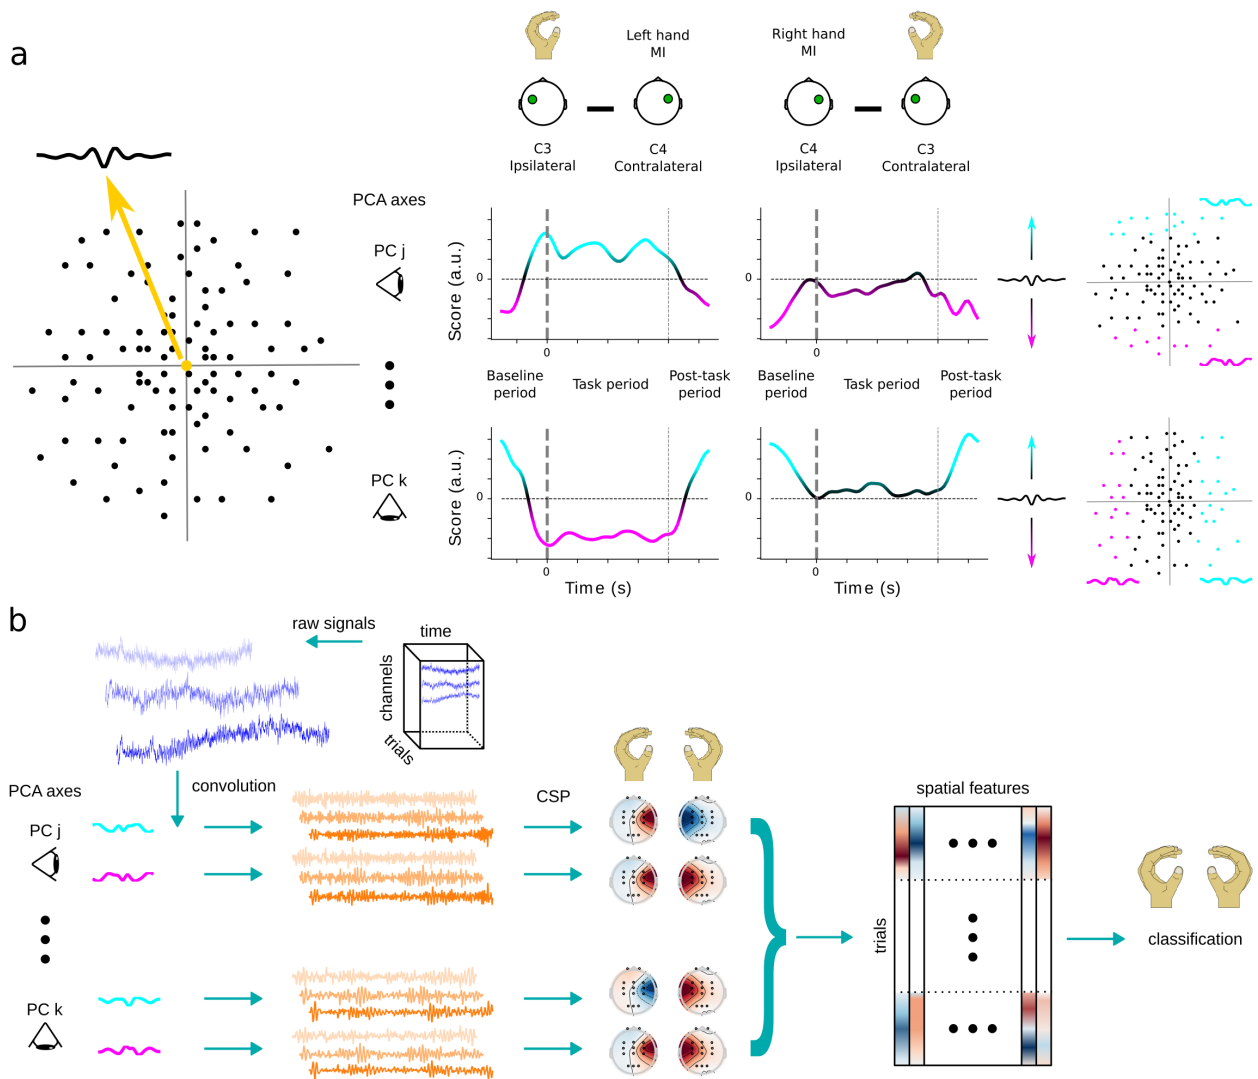 a
Left hand
MI
Right hand
MI
C3
Ipsilateral
C4
Contralateral
C4
Ipsilateral
C3
Contralateral
PCA axes
PC j
PC k
Score (a.u.)
0
0
0
Baseline
period
Task period
Post-task
period
Baseline
period
Task period
Post-task
period
Score (a.u.)
0
0
0
Time (s)
Time (s)
b
raw signals
time
channels
trials
convolution
PCA axes
PC j
PC k
CSP
spatial features
trials
classification